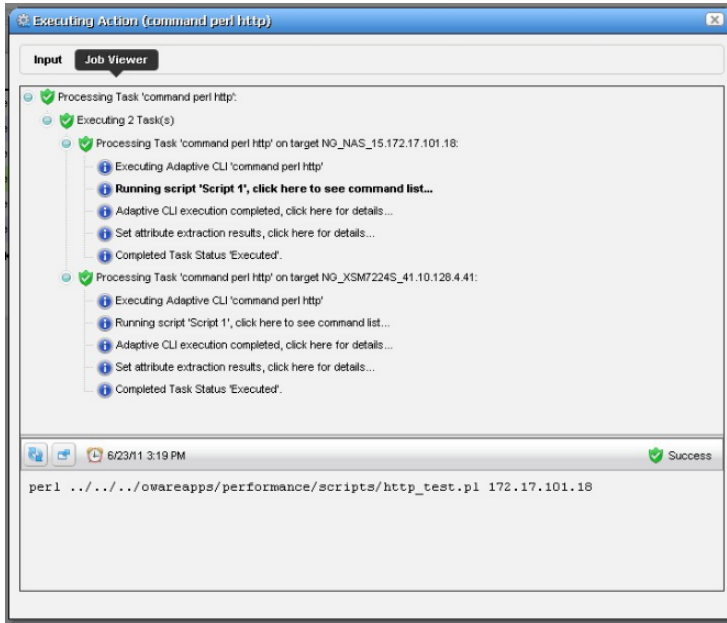 Executing Action (command perl http)
Input Job Viewer
Processing Task 'command perl http':
Executing 2 Task(s)
Processing Task 'command perl http' on target NG_NAS_15.172.17.101.18:
Executing Adaptive CLI 'command perl http'
Running script 'Script 1', click here to see command list...
Adaptive CLI execution completed, click here for details...
Set attribute extraction results, click here for details...
Completed Task Status 'Executed'.
Processing Task 'command perl http' on target NG_XSM7224S_41.10.128.4.41:
Executing Adaptive CLI 'command perl http'
Running script 'Script 1', click here to see command list...
Adaptive CLI execution completed, click here for details...
Set attribute extraction results, click here for details...
Completed Task Status 'Executed'.
6/23/11 3:19 PM Success
perl ../../../owareapps/performance/scripts/http_test.pl 172.17.101.18